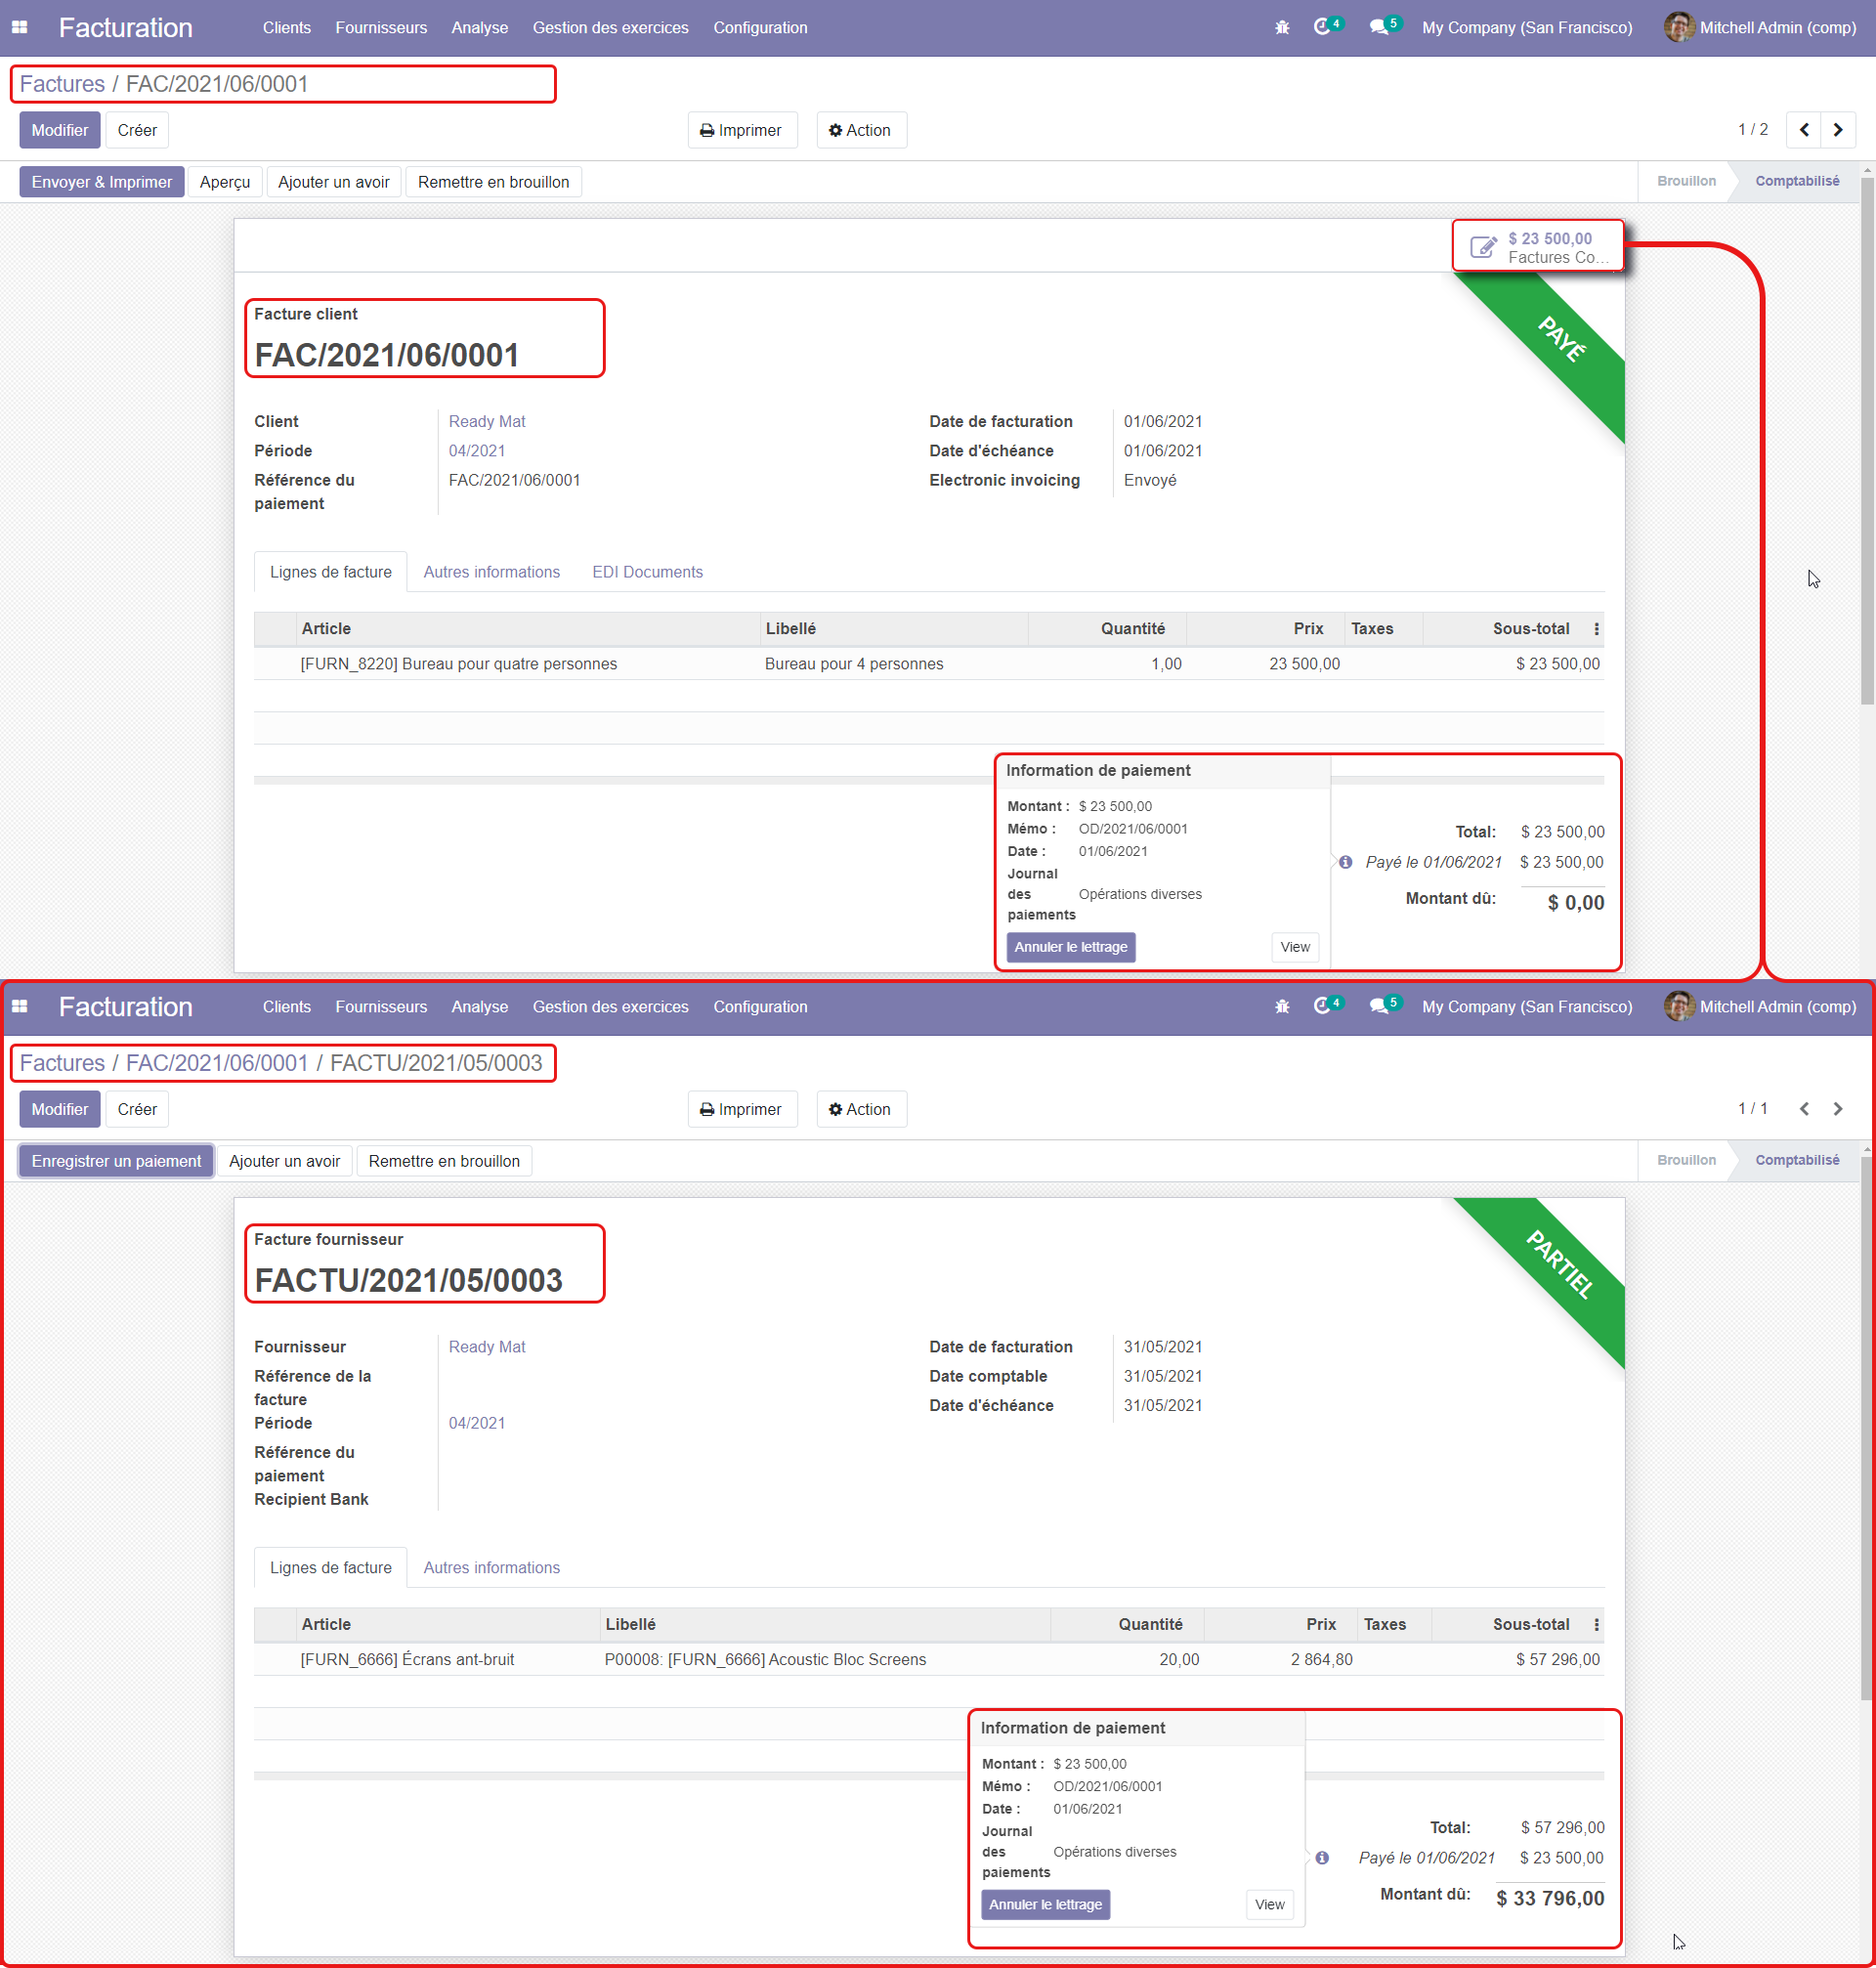 Facturation Clients Fournisseurs Analyse Gestion des exercices Configuration 4 5 My Company (San Francisco) Mitchell Admin (comp)
Factures / FAC/2021/06/0001
Modifier Créer Imprimer Action 1 / 2
Envoyer & Imprimer Aperçu Ajouter un avoir Remettre en brouillon Brouillon Comptabilisé
$ 23 500,00
Factures Co...
PAYÉ
Facture client
FAC/2021/06/0001
Client Ready Mat Date de facturation 01/06/2021
Période 04/2021 Date d'échéance 01/06/2021
Référence du FAC/2021/06/0001 Electronic invoicing Envoyé
paiement
Lignes de facture Autres informations EDI Documents
Article Libellé Quantité Prix Taxes Sous-total
[FURN_8220] Bureau pour quatre personnes Bureau pour 4 personnes 1,00 23 500,00 $ 23 500,00
Information de paiement
Montant : $ 23 500,00
Mémo : OD/2021/06/0001 Total: $ 23 500,00
Date : 01/06/2021 Payé le 01/06/2021 $ 23 500,00
Journal
des Opérations diverses Montant dû: $ 0,00
paiements
Annuler le lettrage View
Facturation Clients Fournisseurs Analyse Gestion des exercices Configuration 4 5 My Company (San Francisco) Mitchell Admin (comp)
Factures / FAC/2021/06/0001 / FACTU/2021/05/0003
Modifier Créer Imprimer Action 1 / 1
Enregistrer un paiement Ajouter un avoir Remettre en brouillon Brouillon Comptabilisé
PARTIEL
Facture fournisseur
FACTU/2021/05/0003
Fournisseur Ready Mat Date de facturation 31/05/2021
Référence de la Date comptable 31/05/2021
facture Date d'échéance 31/05/2021
Période 04/2021
Référence du
paiement
Recipient Bank
Lignes de facture Autres informations
Article Libellé Quantité Prix Taxes Sous-total
[FURN_6666] Écrans ant-bruit P00008: [FURN_6666] Acoustic Bloc Screens 20,00 2 864,80 $ 57 296,00
Information de paiement
Montant : $ 23 500,00
Mémo : OD/2021/06/0001
Date : 01/06/2021 Total: $ 57 296,00
Journal
des Opérations diverses Payé le 01/06/2021 $ 23 500,00
paiements Montant dû: $ 33 796,00
Annuler le lettrage View